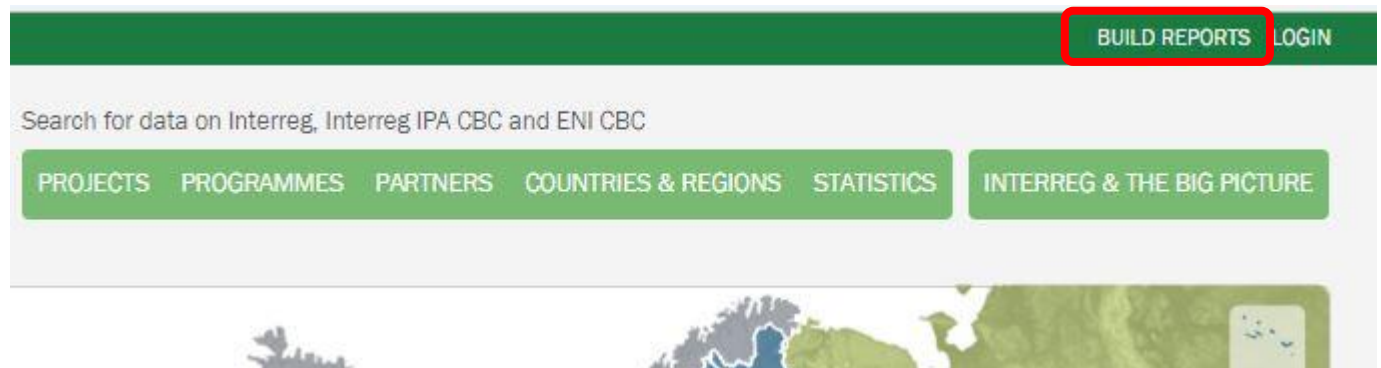 BUILD REPORTS LOGIN
Search for data on Interreg, Interreg IPA CBC and ENI CBC
PROJECTS PROGRAMMES PARTNERS COUNTRIES & REGIONS STATISTICS INTERREG & THE BIG PICTURE